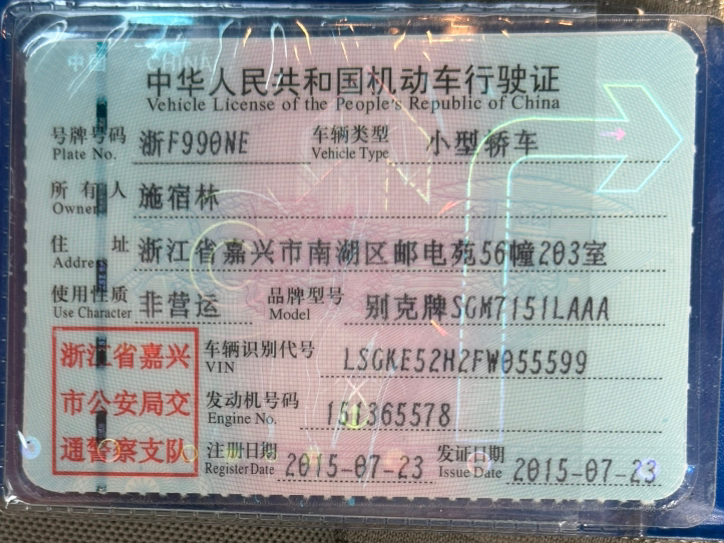 中国 CHINA
中华人民共和国机动车行驶证
Vehicle License of the People's Republic of China
号牌号码 浙F990NE 车辆类型 小型轿车
Plate No. Vehicle Type
所有人 施宿林
Owner
住址 浙江省嘉兴市南湖区邮电苑56幢203室
Address
使用性质 非营运 品牌型号 别克牌SGM7151LAAA
Use Character Model
浙江省嘉兴
市公安局交
通警察支队
车辆识别代号 LSGKE52H2FW055599
VIN
发动机号码 151365578
Engine No.
注册日期 2015-07-23 发证日期 2015-07-23
Register Date Issue Date